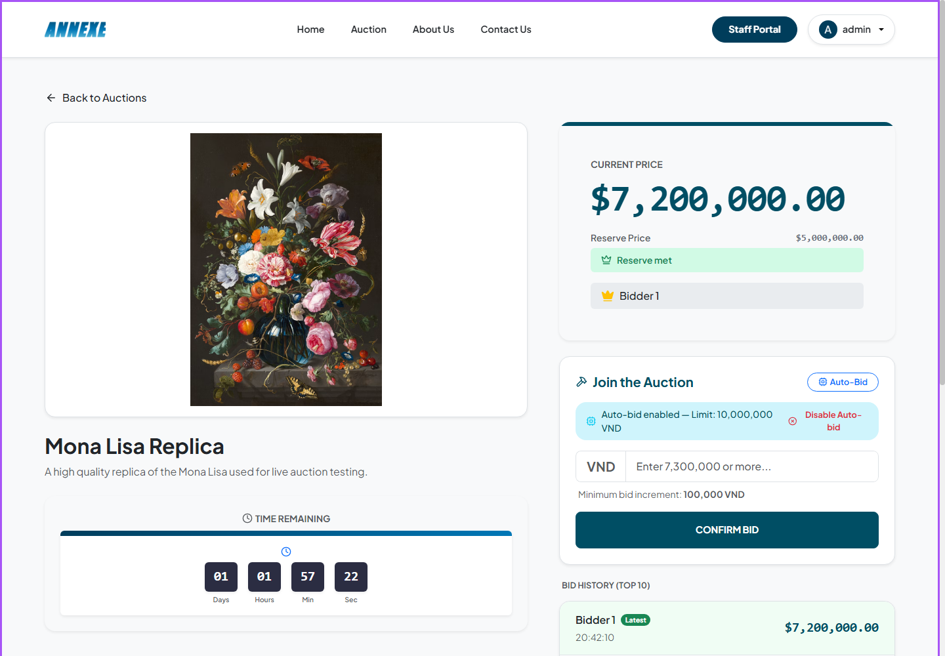 ANNEXE
Home
Auction
About Us
Contact Us
Staff Portal
A
admin
Back to Auctions
CURRENT PRICE
$7,200,000.00
Reserve Price
$5,000,000.00
Reserve met
Bidder 1
Join the Auction
Auto-Bid
Auto-bid enabled — Limit: 10,000,000
VND
Disable Auto-
bid
VND
Enter 7,300,000 or more...
Minimum bid increment: 100,000 VND
CONFIRM BID
Mona Lisa Replica
A high quality replica of the Mona Lisa used for live auction testing.
TIME REMAINING
01
01
57
22
Days
Hours
Min
Sec
BID HISTORY (TOP 10)
Bidder 1
Latest
$7,200,000.00
20:42:10